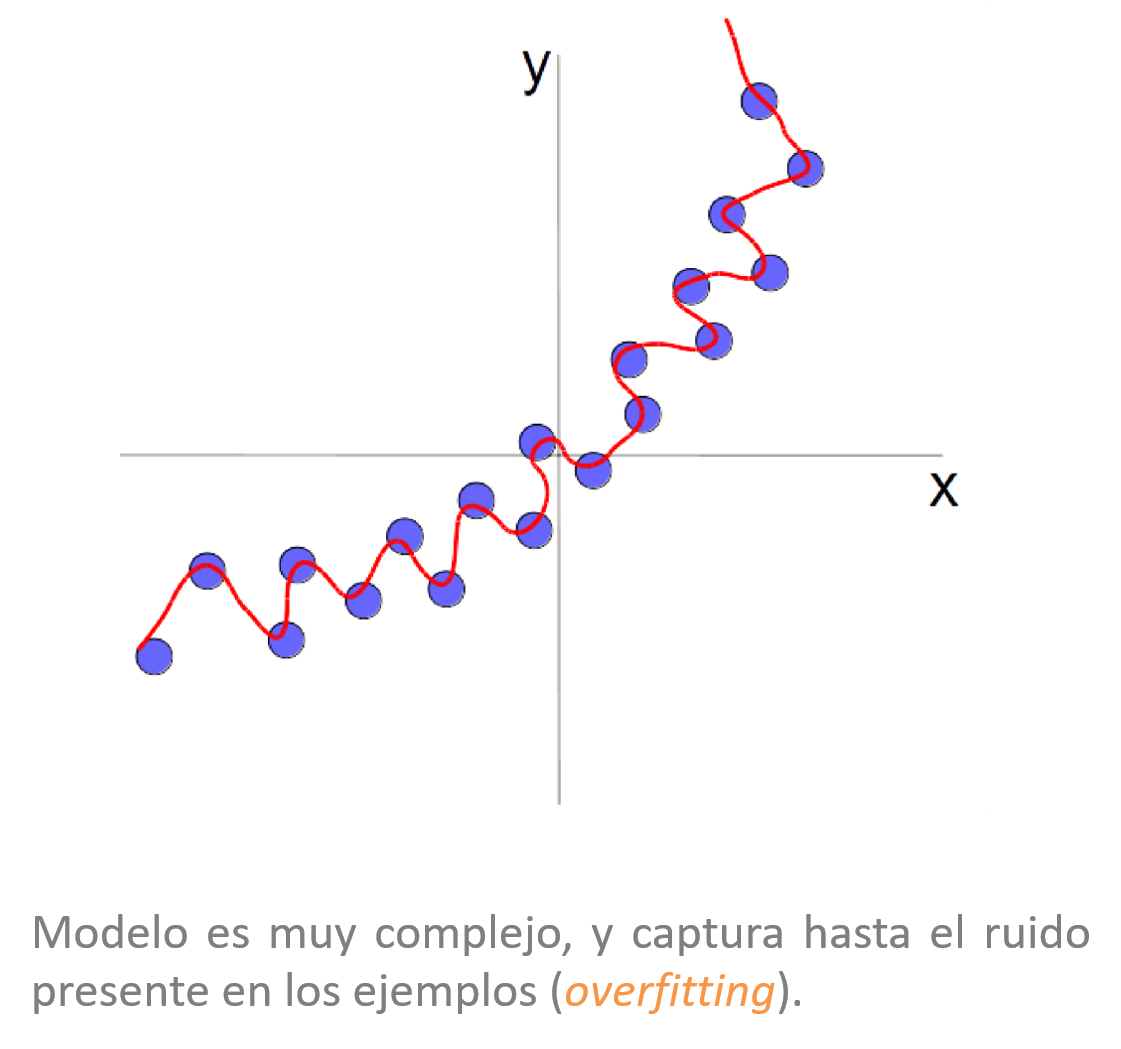 y
x
Modelo es muy complejo, y captura hasta el ruido
presente en los ejemplos (overfitting).